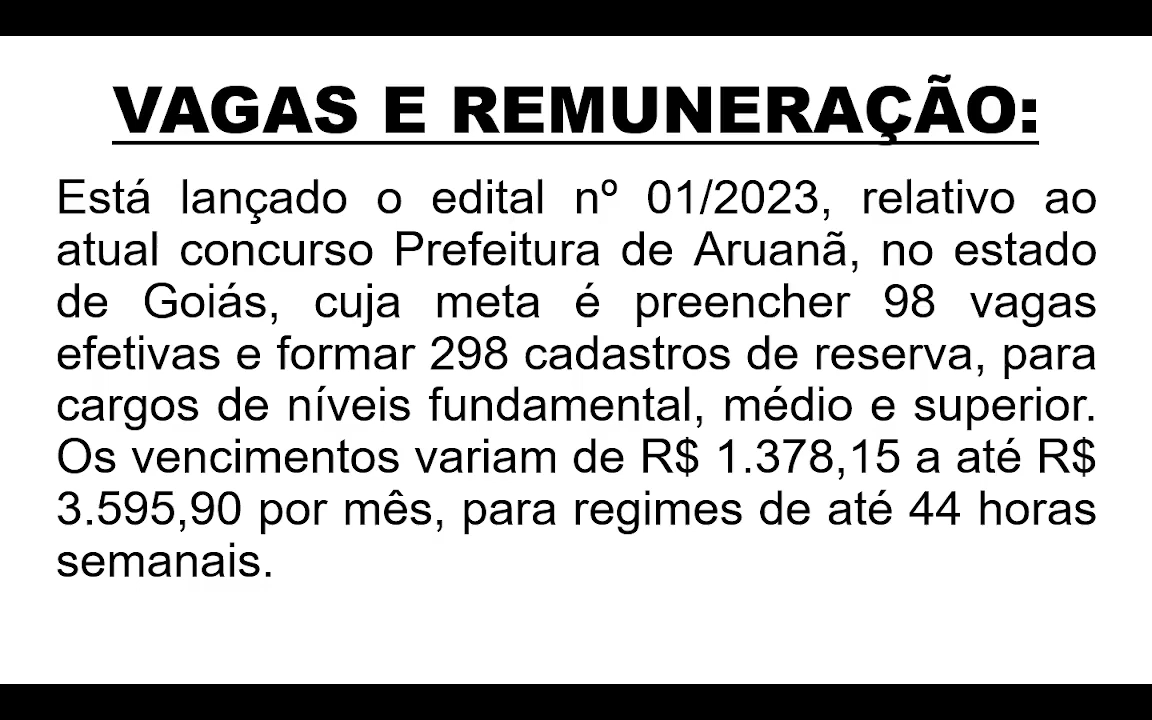 VAGAS E REMUNERAÇÃO:
Está lançado o edital nº 01/2023, relativo ao
atual concurso Prefeitura de Aruanã, no estado
de Goiás, cuja meta é preencher 98 vagas
efetivas e formar 298 cadastros de reserva, para
cargos de níveis fundamental, médio e superior.
Os vencimentos variam de R$ 1.378,15 a até R$
3.595,90 por mês, para regimes de até 44 horas
semanais.